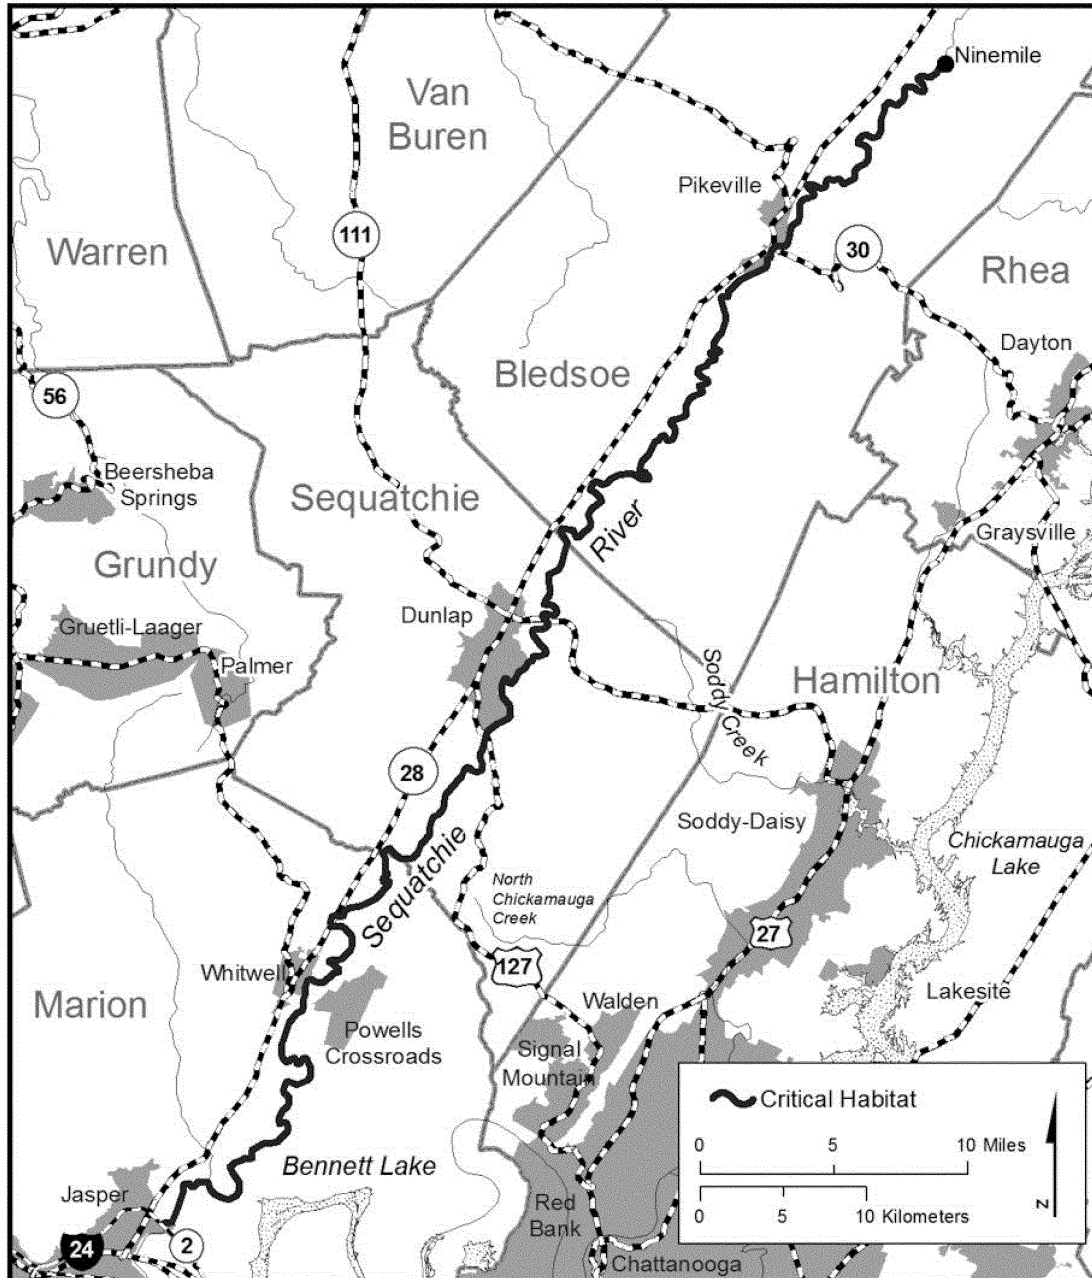 Ninemile
Van
Buren
Pikeville
111
30
Warren
Rhea
Dayton
Bledsoe
56
Beersheba
Springs
Sequatchie
River
Graysville
Grundy
Dunlap
Gruetli-Laager
Palmer
Soddy Creek
Hamilton
28
Soddy-Daisy
Sequatchie
Chickamauga
Lake
North
Chickamauga
Creek
27
127
Whitwell
Marion
Walden
Lakesite
Powells
Crossroads
Signal
Mountain
Critical Habitat
0 5 10 Miles
0 5 10 Kilometers
N
Bennett Lake
Jasper
Red
Bank
24
2
Chattanooga